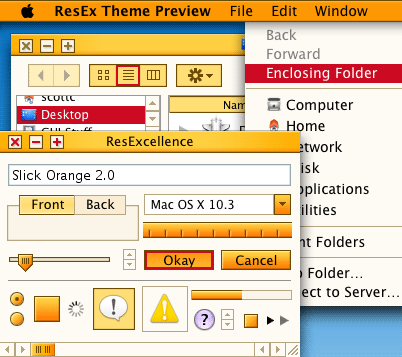 ResEx Theme Preview File Edit Window
Back
Forward
Enclosing Folder
Computer
Home
etwork
isk
pplications
tilities
nt Folders
o Folder...
ect to Server...
Nam
scottc
Desktop
GUI Stuff
ResExcellence
Slick Orange 2.0
Front Back
Mac OS X 10.3
Okay Cancel
!
!
?